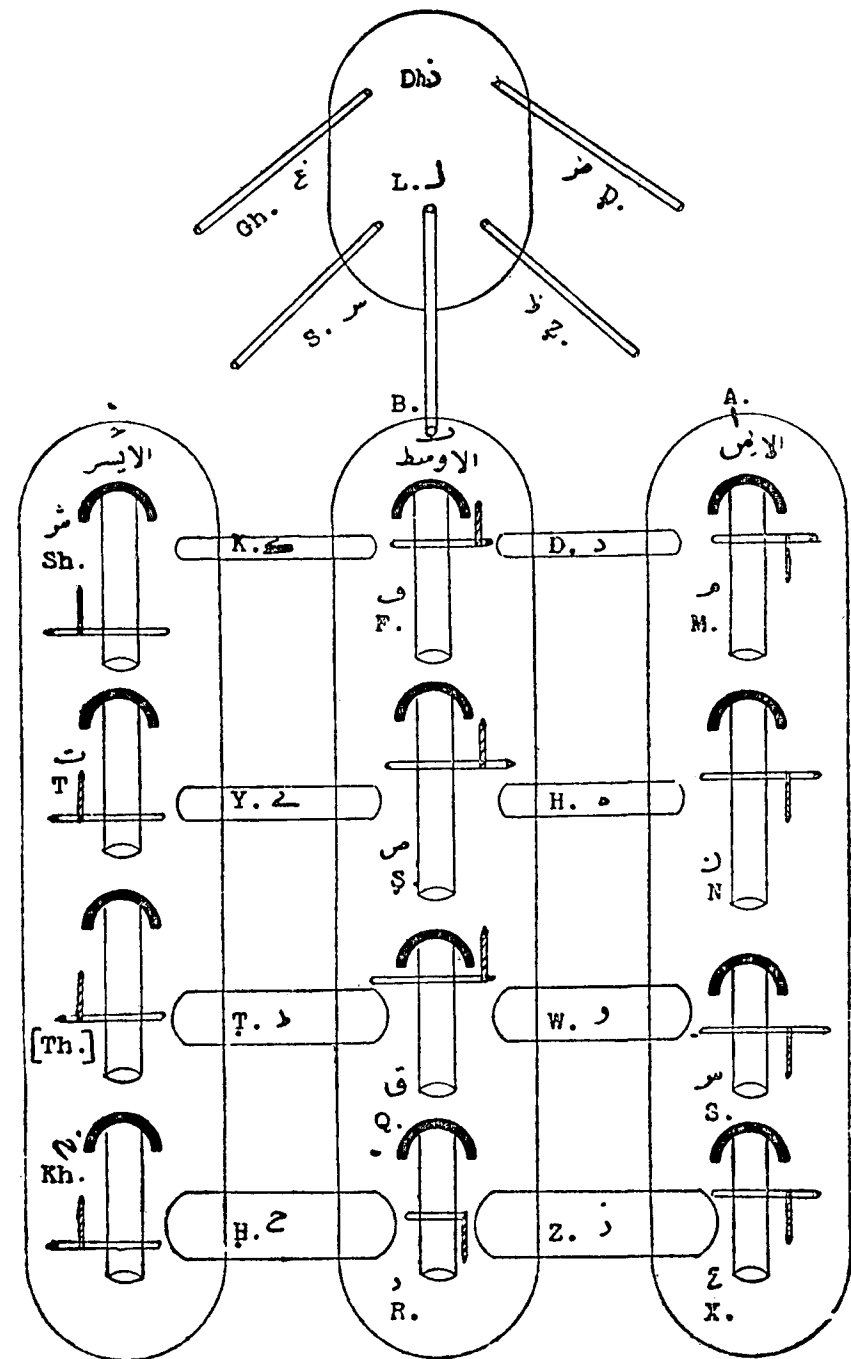 Dh ذ
L. ل
Gh. غ
ض Ḍ.
S. س
ظ Ẓ.
B.
A.
الايسر
الاوسط
الايمن
Sh.
K.
F.
D. د
M.
T
Y. ے
Ṣ. ص
H. ه
N ن
[Th.]
Ṭ. ط
Q. ق
W. و
S. س
Kh.
Ḥ. ح
R. ر
Z. ز
X. ع